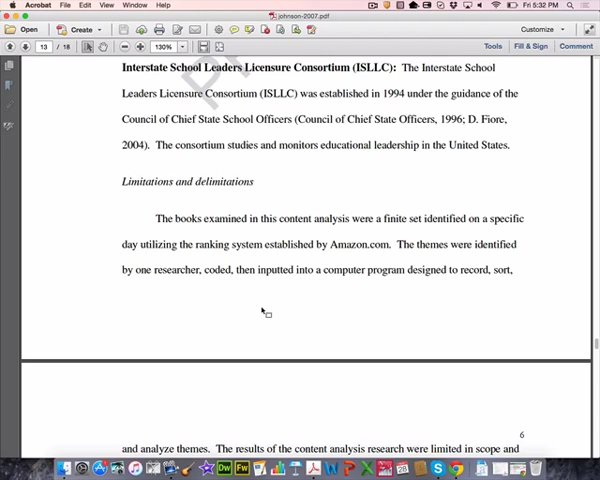 Acrobat File Edit View Window Help Fri 5:32 PM
johnson-2007.pdf
Open Create Customize
13 / 18 130% Tools Fill & Sign Comment
Interstate School Leaders Licensure Consortium (ISLLC): The Interstate School
Leaders Licensure Consortium (ISLLC) was established in 1994 under the guidance of the
Council of Chief State School Officers (Council of Chief State Officers, 1996; D. Fiore,
2004). The consortium studies and monitors educational leadership in the United States.
Limitations and delimitations
The books examined in this content analysis were a finite set identified on a specific
day utilizing the ranking system established by Amazon.com. The themes were identified
by one researcher, coded, then inputted into a computer program designed to record, sort,
6
and analyze themes. The results of the content analysis research were limited in scope and